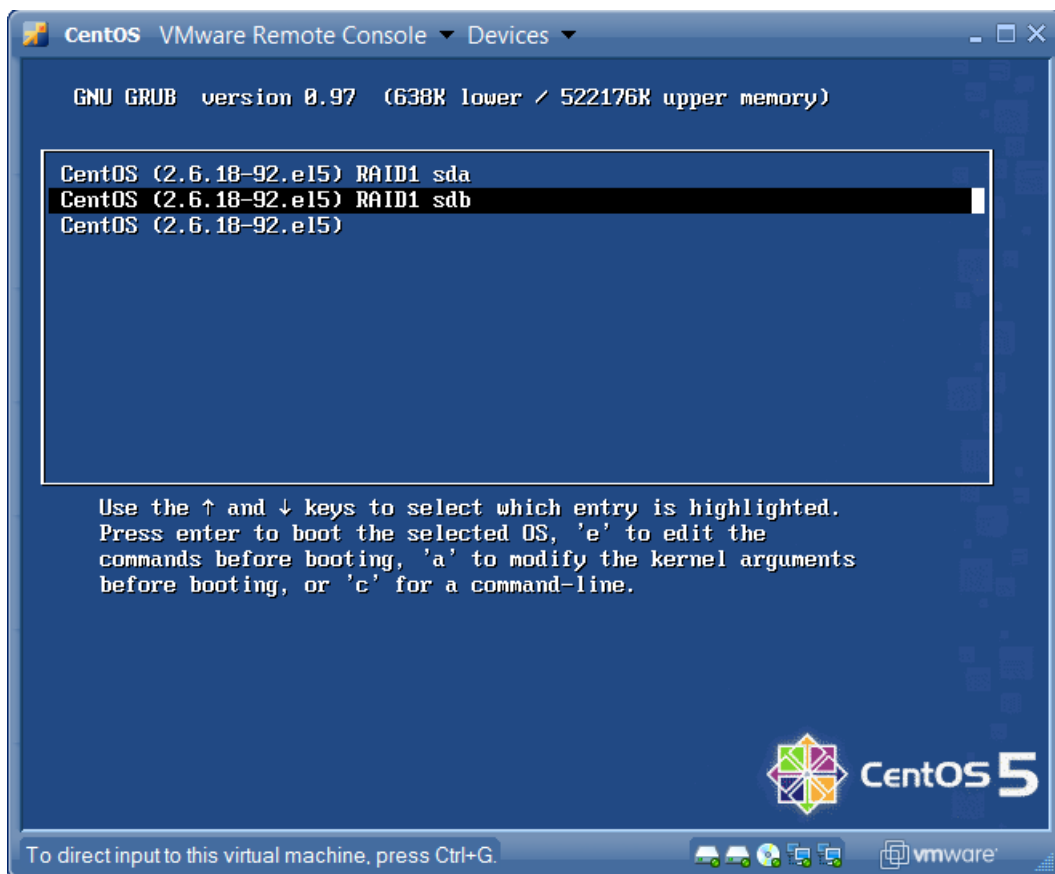 CentOS VMware Remote Console Devices
GNU GRUB version 0.97 (638K lower / 522176K upper memory)
CentOS (2.6.18-92.el5) RAID1 sda
CentOS (2.6.18-92.el5) RAID1 sdb
CentOS (2.6.18-92.el5)
Use the ↑ and ↓ keys to select which entry is highlighted.
Press enter to boot the selected OS, 'e' to edit the
commands before booting, 'a' to modify the kernel arguments
before booting, or 'c' for a command-line.
CentOS 5
To direct input to this virtual machine, press Ctrl+G.
vmware